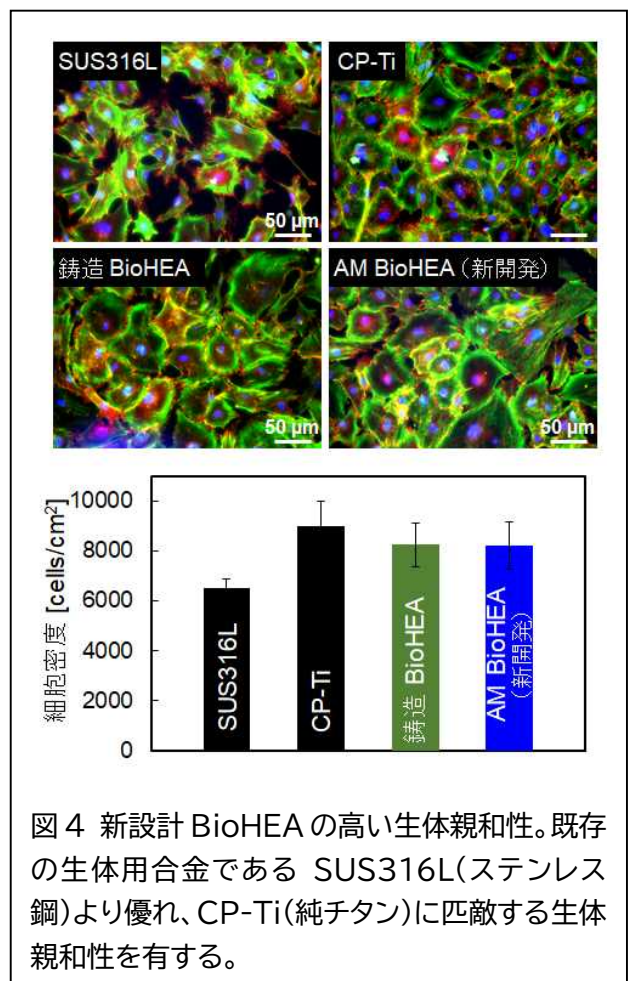 SUS316L
CP-Ti
50 µm
鋳造 BioHEA
AM BioHEA (新開発)
50 µm
50 µm
細胞密度 [cells/cm²]
10000
8000
6000
4000
2000
0
SUS316L
CP-Ti
鋳造 BioHEA
AM BioHEA
(新開発)
図4 新設計 BioHEA の高い生体親和性。既存
の生体用合金である SUS316L(ステンレス
鋼)より優れ、CP-Ti(純チタン)に匹敵する生体
親和性を有する。